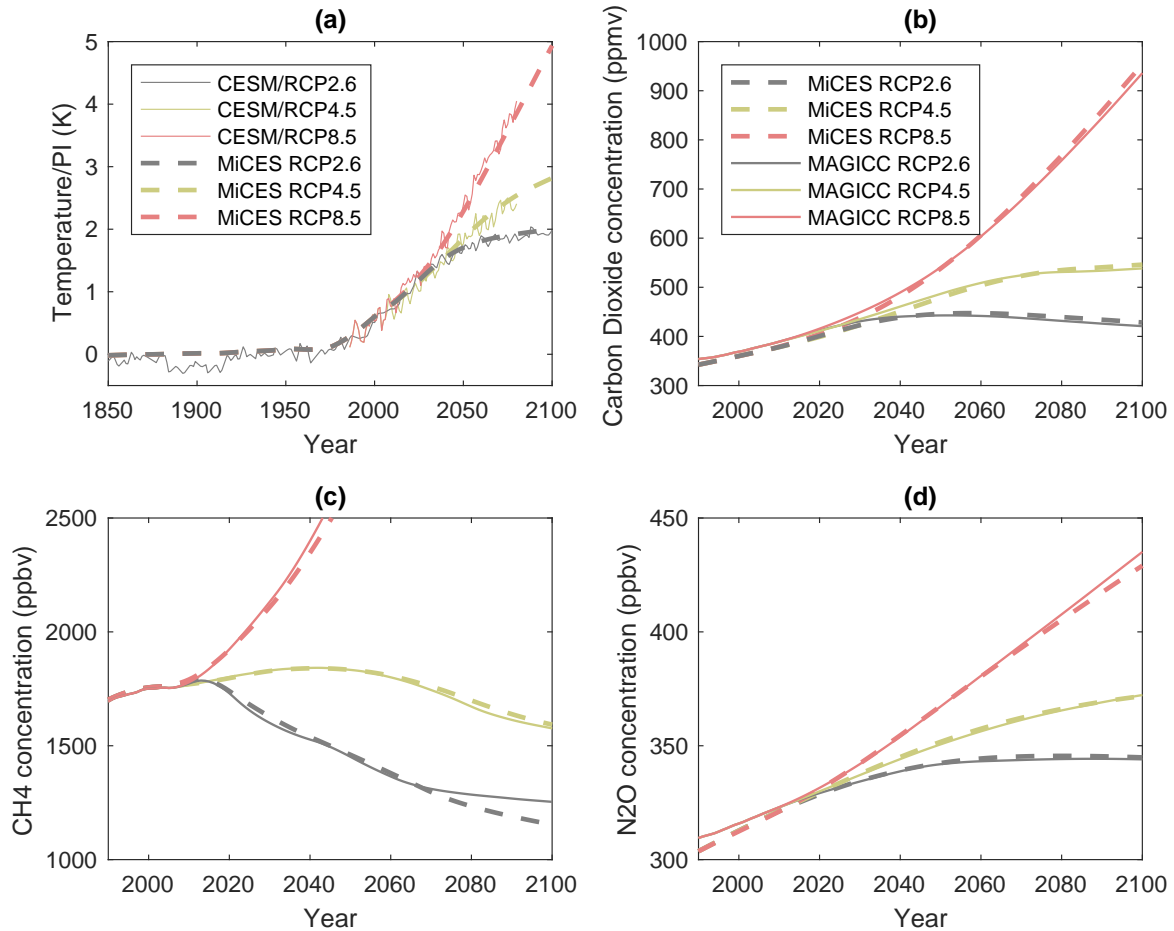 (a)
Temperature/PI (K)
5
4
3
2
1
0
CESM/RCP2.6
CESM/RCP4.5
CESM/RCP8.5
MiCES RCP2.6
MiCES RCP4.5
MiCES RCP8.5
1850 1900 1950 2000 2050 2100
Year
(b)
Carbon Dioxide concentration (ppmv)
1000
900
800
700
600
500
400
300
MiCES RCP2.6
MiCES RCP4.5
MiCES RCP8.5
MAGICC RCP2.6
MAGICC RCP4.5
MAGICC RCP8.5
2000 2020 2040 2060 2080 2100
Year
(c)
CH4 concentration (ppbv)
2500
2000
1500
1000
2000 2020 2040 2060 2080 2100
Year
(d)
N2O concentration (ppbv)
450
400
350
300
2000 2020 2040 2060 2080 2100
Year